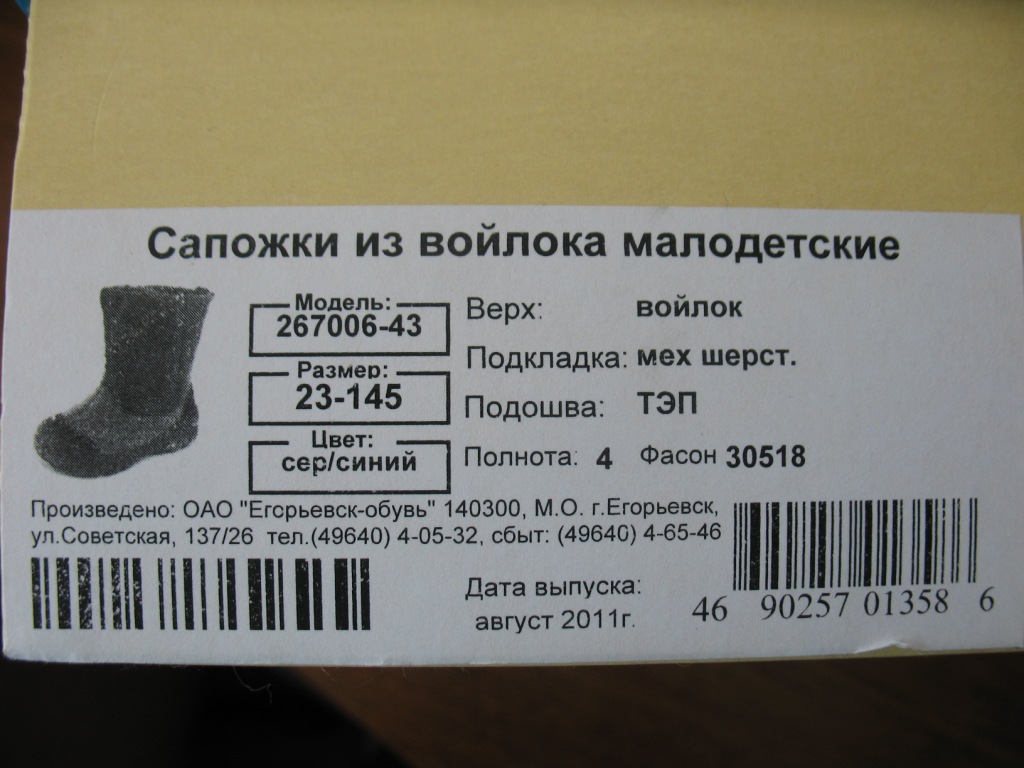 Сапожки из войлока малодетские
Модель:
267006-43
Размер:
23-145
Цвет:
сер/синий
Верх: войлок
Подкладка: мех шерст.
Подошва: ТЭП
Полнота: 4 Фасон 30518
Произведено: ОАО "Егсрьевск-обувь" 140300, М.О. г.Егорьевск,
ул.Советская, 137/26 тел.(49640) 4-05-32, сбыт: (49640) 4-65-46
Дата выпуска:
август 2011г.
46 90257 01358 6